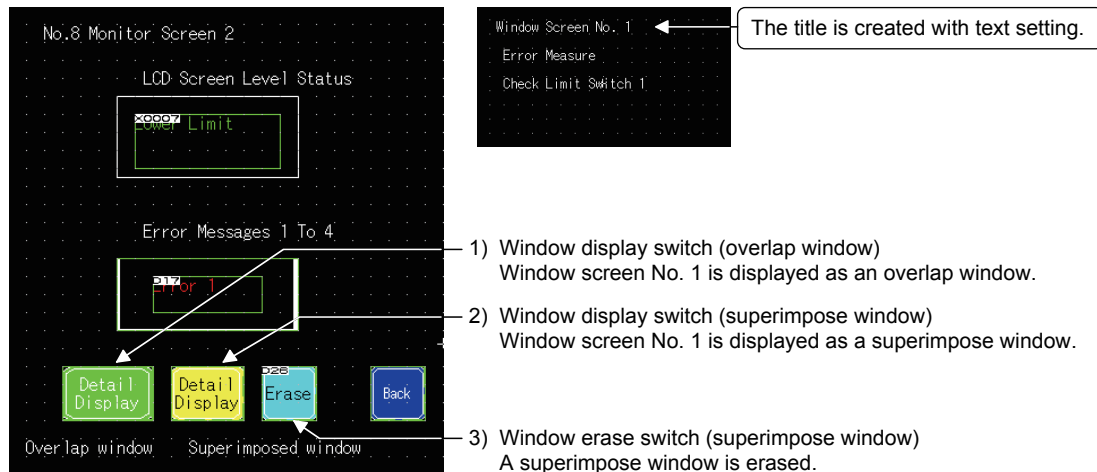 No.8 Monitor Screen 2
LCD Screen Level Status
X0007
Lower Limit
Error Messages 1 To 4
D17
Error 1
Detail
Display
Detail
Display
D26
Erase
Back
Overlap window
Superimposed window
Window Screen No. 1
Error Measure
Check Limit Switch 1
The title is created with text setting.
1) Window display switch (overlap window)
Window screen No. 1 is displayed as an overlap window.
2) Window display switch (superimpose window)
Window screen No. 1 is displayed as a superimpose window.
3) Window erase switch (superimpose window)
A superimpose window is erased.